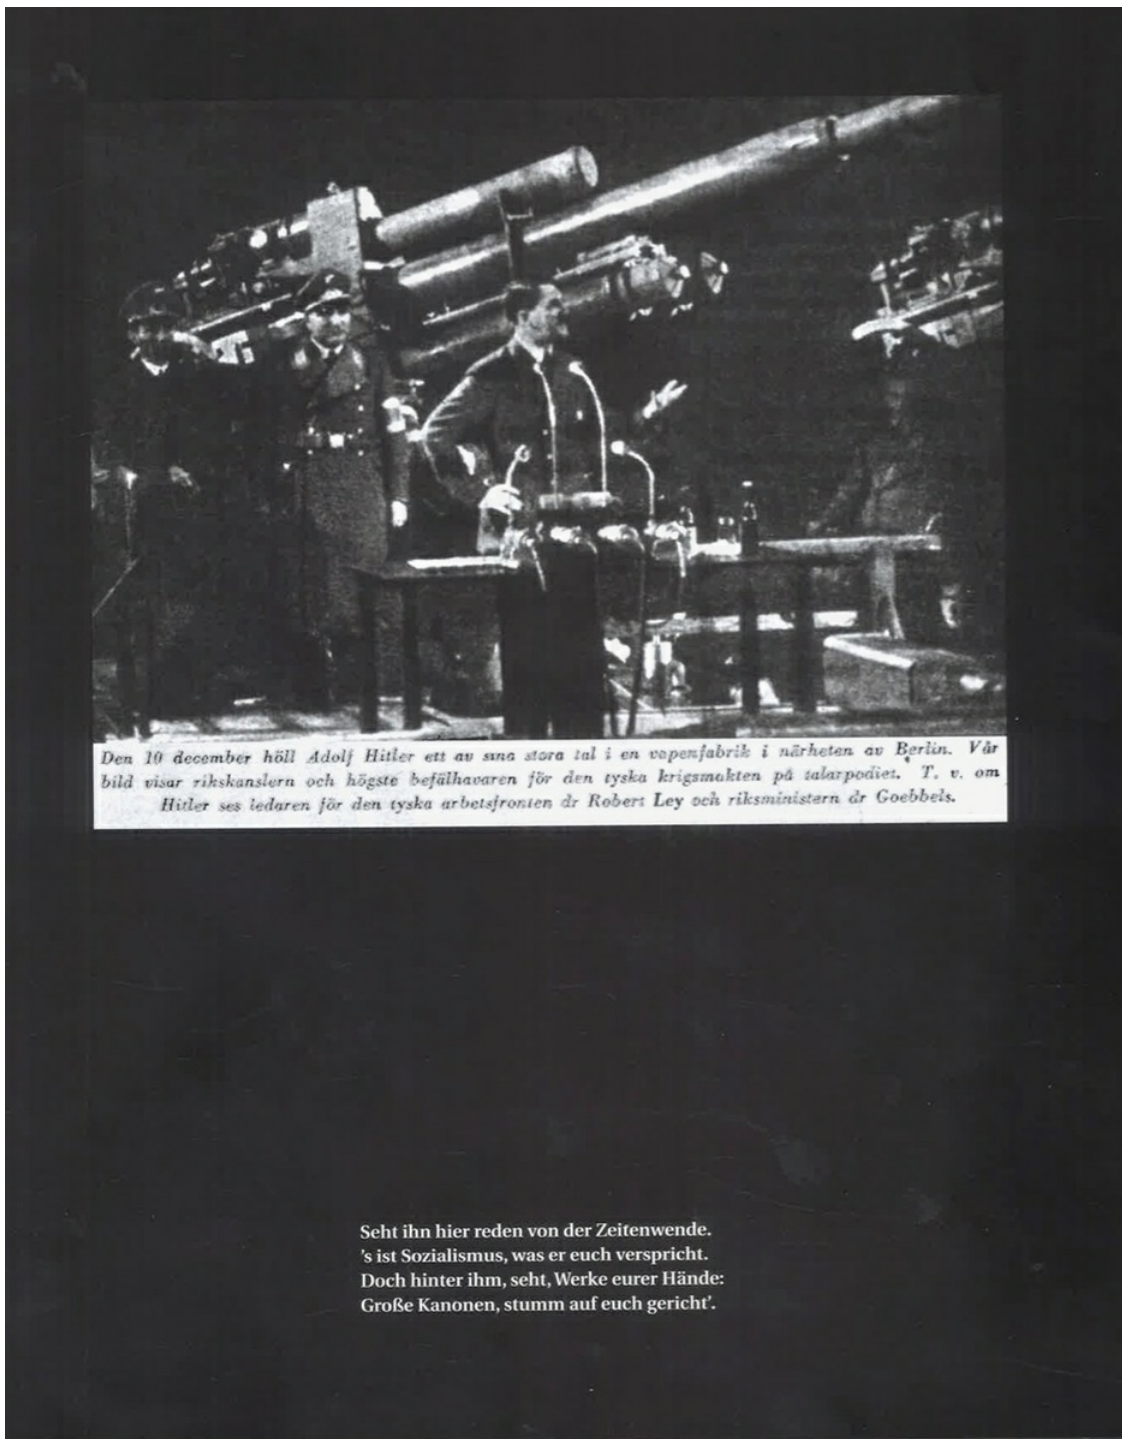 Den 10 december höll Adolf Hitler ett av sina stora tal i en vapenfabrik i närheten av Berlin. Vår
bild visar rikskanslern och högste befälhavaren för den tyska krigsmakten på talarpodiet. T. v. om
Hitler ses ledaren för den tyska arbetsfronten dr Robert Ley och riksministern dr Goebbels.
Seht ihn hier reden von der Zeitenwende.
’s ist Sozialismus, was er euch verspricht.
Doch hinter ihm, seht, Werke eurer Hände:
Große Kanonen, stumm auf euch gericht’.